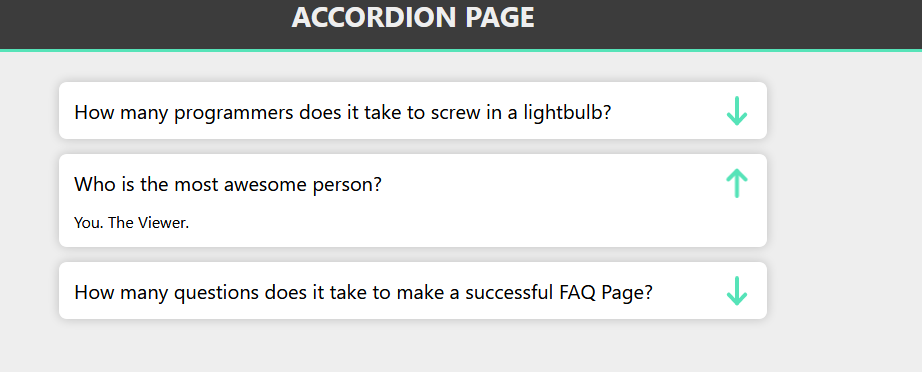 ACCORDION PAGE
How many programmers does it take to screw in a lightbulb?
Who is the most awesome person?
You. The Viewer.
How many questions does it take to make a successful FAQ Page?